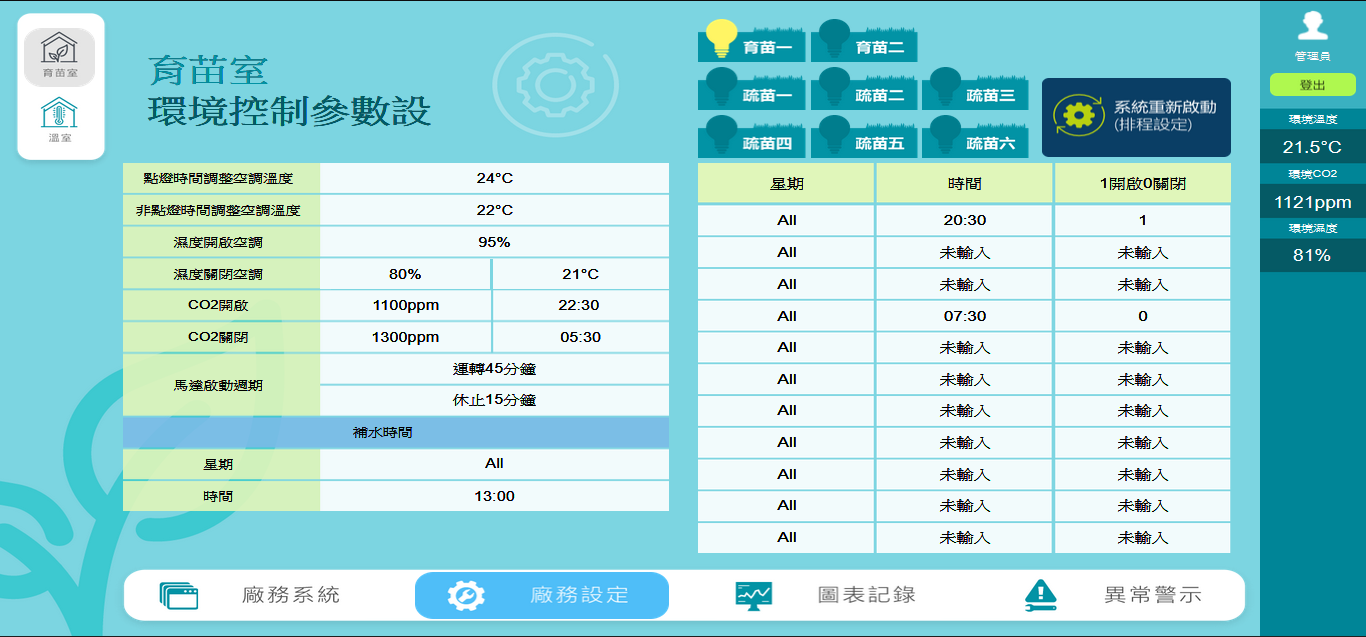 育苗室
溫室
育苗室
環境控制參數設
育苗一
育苗二
疏苗一
疏苗二
疏苗三
疏苗四
疏苗五
疏苗六
系統重新啟動
(排程設定)
管理員
登出
環境溫度
21.5°C
環境CO2
1121ppm
環境濕度
81%
點燈時間調整空調溫度 24°C
非點燈時間調整空調溫度 22°C
濕度開啟空調 95%
濕度關閉空調 80% 21°C
CO2開啟 1100ppm 22:30
CO2關閉 1300ppm 05:30
馬達啟動週期
運轉45分鐘
休止15分鐘
補水時間
星期 All
時間 13:00
星期 時間 1開啟0關閉
All 20:30 1
All 未輸入 未輸入
All 未輸入 未輸入
All 07:30 0
All 未輸入 未輸入
All 未輸入 未輸入
All 未輸入 未輸入
All 未輸入 未輸入
All 未輸入 未輸入
All 未輸入 未輸入
All 未輸入 未輸入
廠務系統
廠務設定
圖表記錄
異常警示